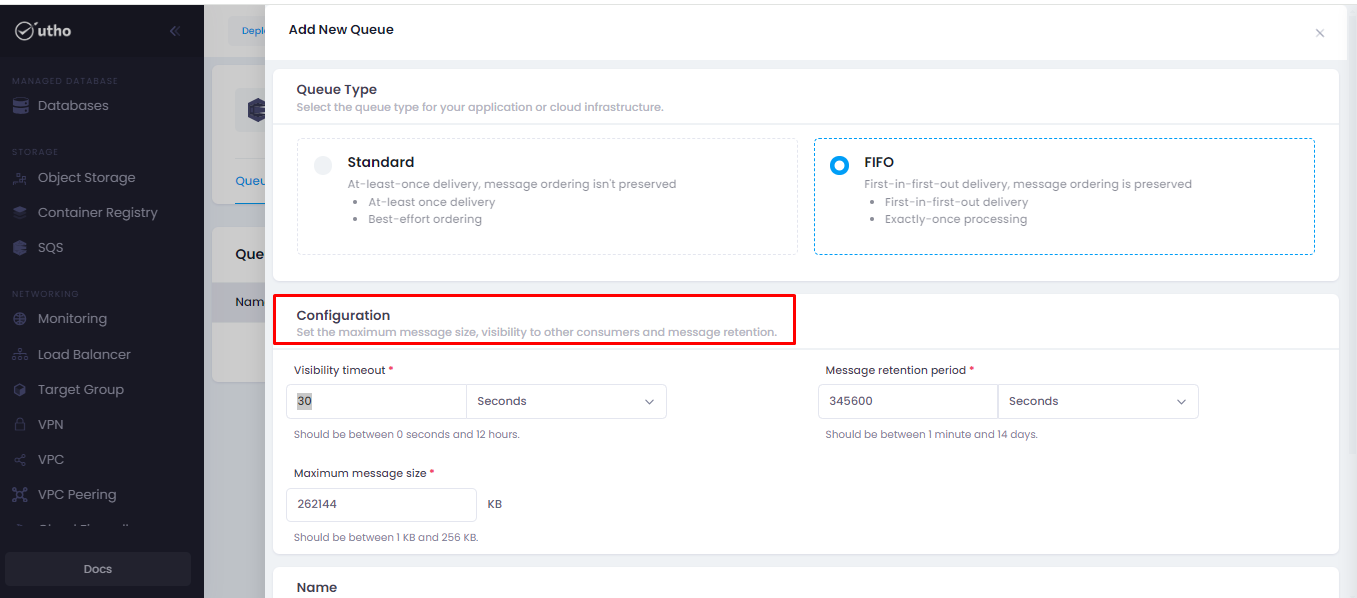 utho
MANAGED DATABASE
Databases
STORAGE
Object Storage
Container Registry
SQS
NETWORKING
Monitoring
Load Balancer
Target Group
VPN
VPC
VPC Peering
Docs
Depl
Queu
Que
Nam
Add New Queue
Queue Type
Select the queue type for your application or cloud infrastructure.
Standard
At-least-once delivery, message ordering isn't preserved
• At-least once delivery
• Best-effort ordering
FIFO
First-in-first-out delivery, message ordering is preserved
• First-in-first-out delivery
• Exactly-once processing
Configuration
Set the maximum message size, visibility to other consumers and message retention.
Visibility timeout *
30 Seconds
Should be between 0 seconds and 12 hours.
Message retention period *
345600 Seconds
Should be between 1 minute and 14 days.
Maximum message size *
262144 KB
Should be between 1 KB and 256 KB.
Name